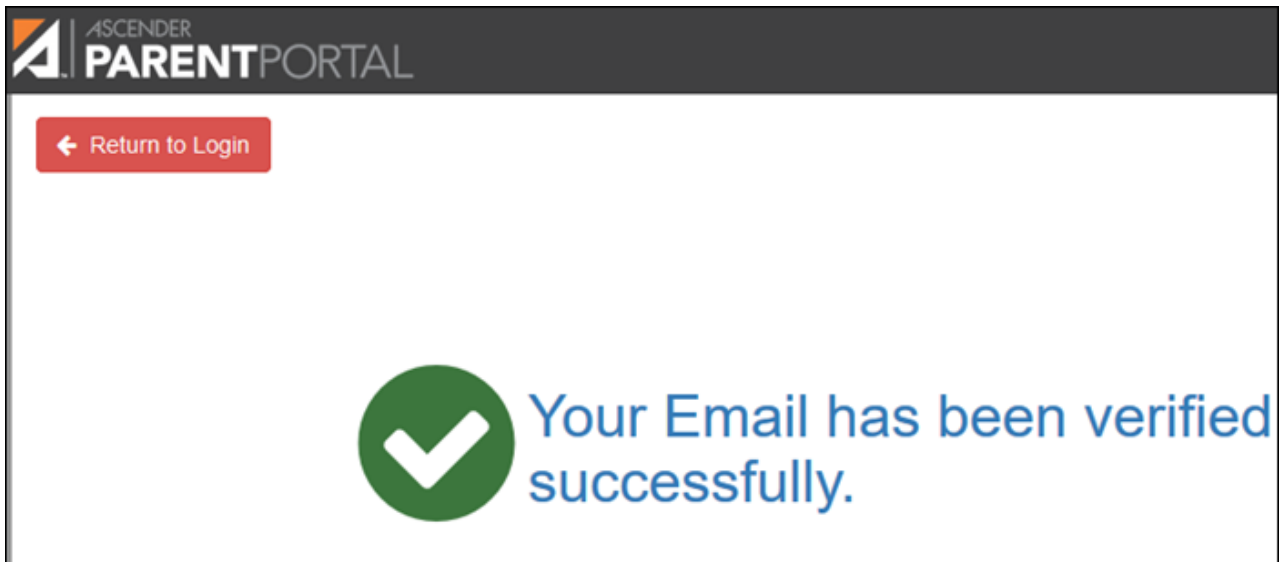 ASCENDER
PARENTPORTAL
Return to Login
Your Email has been verified
successfully.